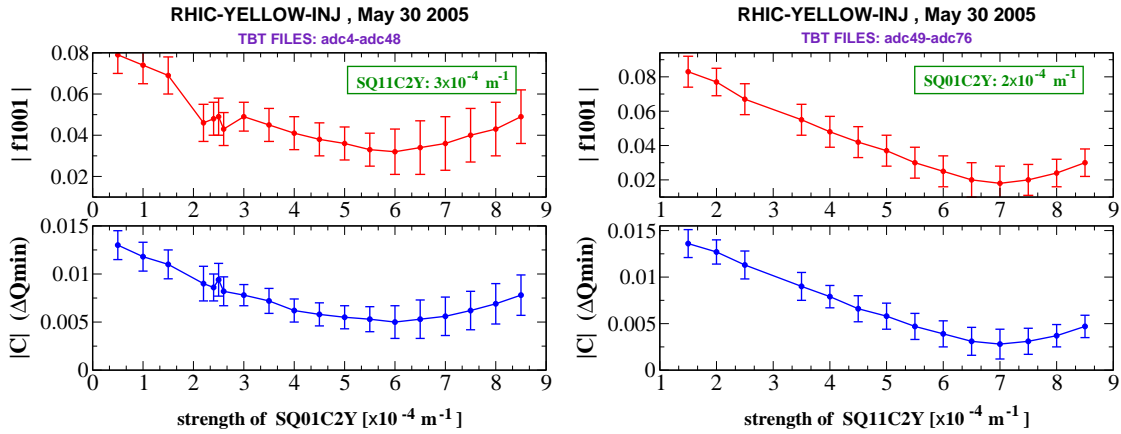 RHIC-YELLOW-INJ , May 30 2005
TBT FILES: adc4-adc48
SQ11C2Y: 3x10⁻⁴ m⁻¹
| f1001 |
0.08
0.06
0.04
0.02
0 1 2 3 4 5 6 7 8 9
|C| (ΔQmin)
0.015
0.01
0.005
0
0 1 2 3 4 5 6 7 8 9
strength of SQ01C2Y [x10⁻⁴ m⁻¹ ]
RHIC-YELLOW-INJ , May 30 2005
TBT FILES: adc49-adc76
SQ01C2Y: 2x10⁻⁴ m⁻¹
| f1001 |
0.08
0.06
0.04
0.02
1 2 3 4 5 6 7 8 9
|C| (ΔQmin)
0.015
0.01
0.005
0
1 2 3 4 5 6 7 8 9
strength of SQ11C2Y [x10⁻⁴ m⁻¹ ]